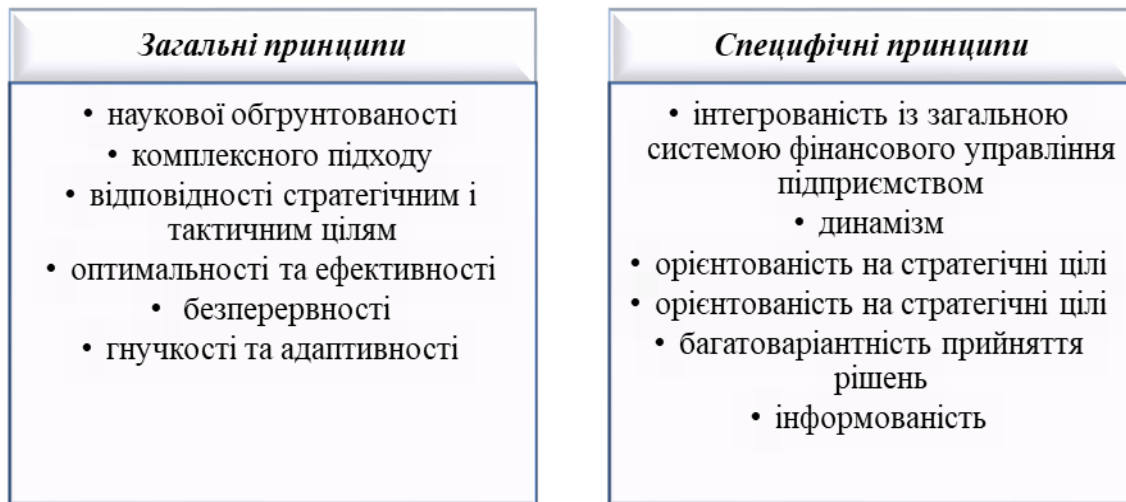 Загальні принципи
• наукової обгрунтованості
• комплексного підходу
• відповідності стратегічним і
тактичним цілям
• оптимальності та ефективності
• безперервності
• гнучкості та адаптивності
Специфічні принципи
• інтегрованість із загальною
системою фінансового управління
підприємством
• динамізм
• орієнтованість на стратегічні цілі
• орієнтованість на стратегічні цілі
• багатоваріантність прийняття
рішень
• інформованість